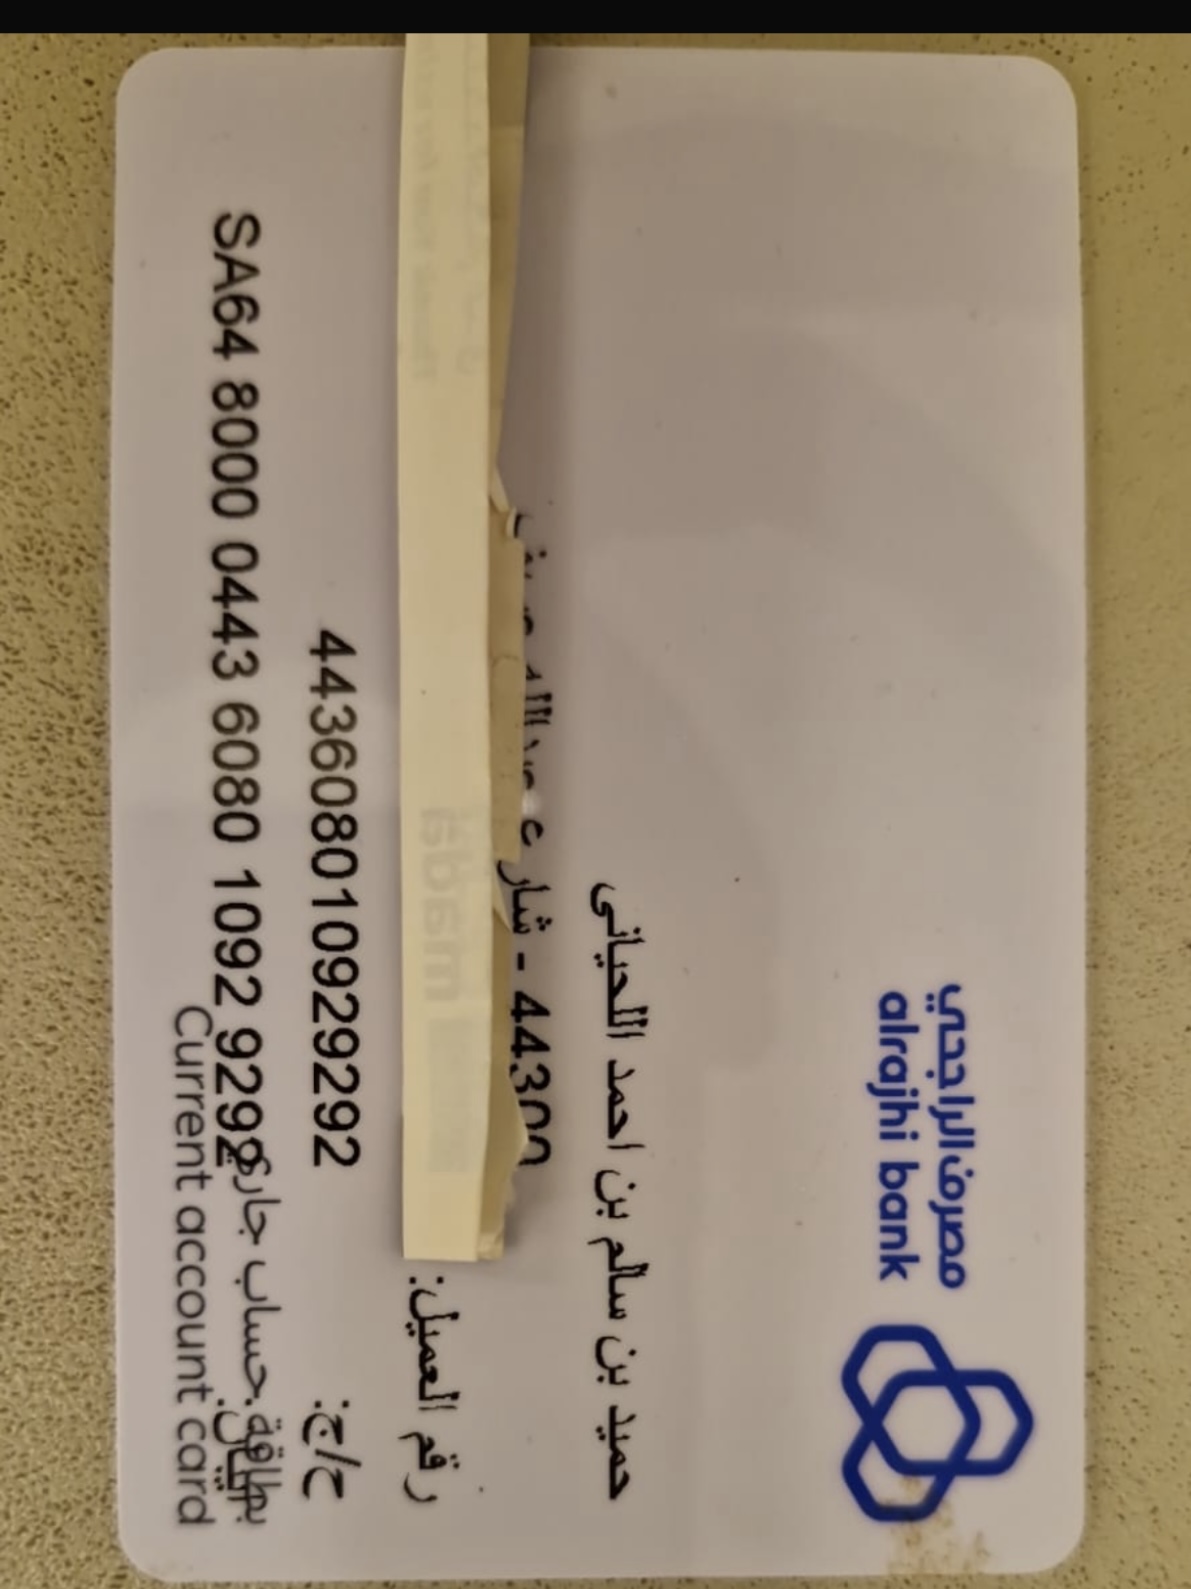 مصرف الراجحي
alrajhi bank
حميد بن سالم بن احمد اللحياني
شارع عبدالله - 44300
رقم العميل:
ح/ج: 443608010929292
SA64 8000 0443 6080 1092 9292
بطاقة حساب جاري
Current account card